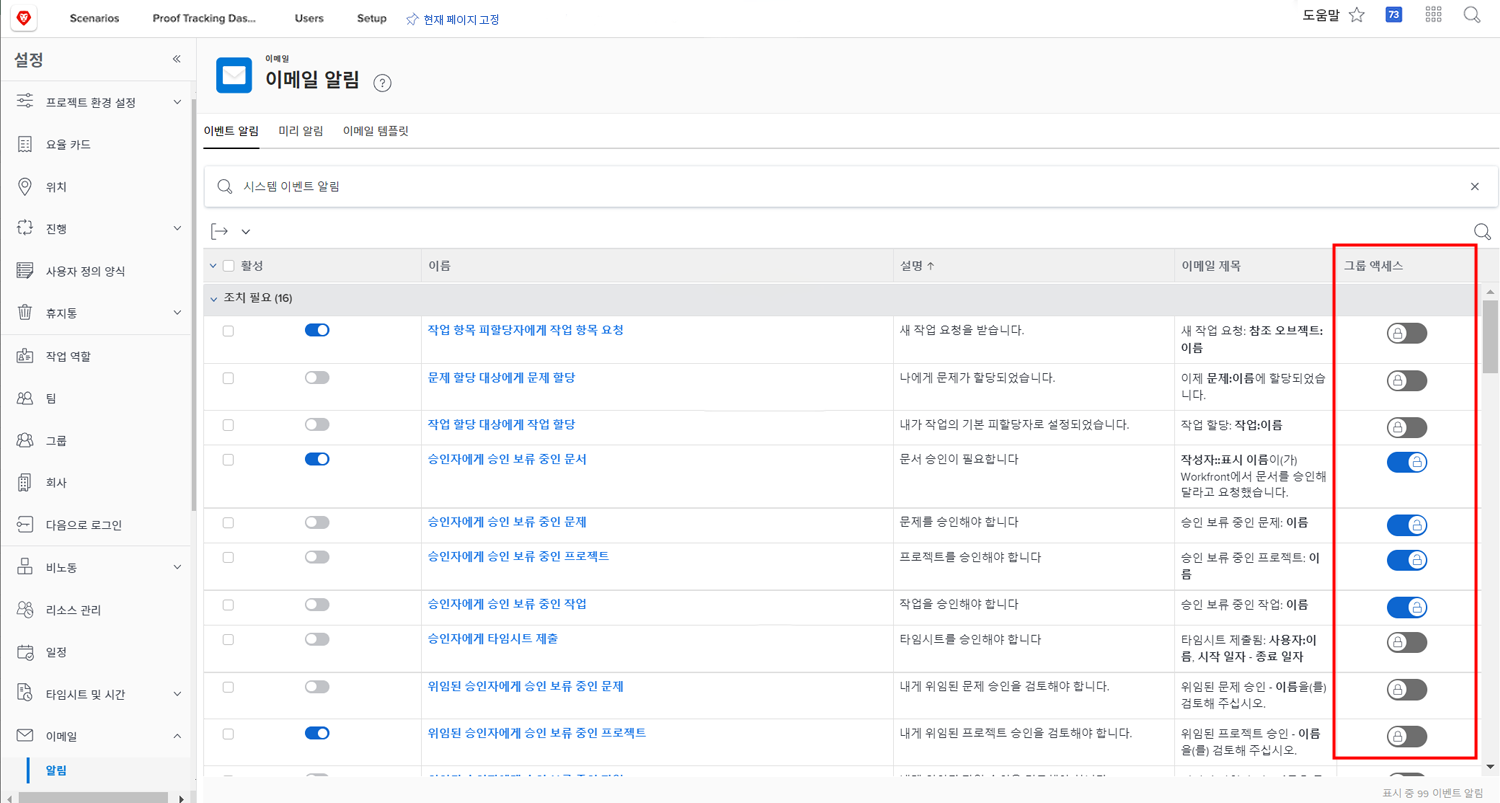 Scenarios
Proof Tracking Das...
Users
Setup
현재 페이지 고정
도움말
73
설정
프로젝트 환경 설정
요율 카드
위치
진행
사용자 정의 양식
휴지통
작업 역할
팀
그룹
회사
다음으로 로그인
비노동
리소스 관리
일정
타임시트 및 시간
이메일
알림
이메일
이메일 알림
?
이벤트 알림
미리 알림
이메일 템플릿
시스템 이벤트 알림
활성
이름
설명 ↑
이메일 제목
그룹 액세스
조치 필요 (16)
작업 항목 피할당자에게 작업 항목 요청
새 작업 요청을 받습니다.
새 작업 요청: 참조 오브젝트:
이름
문제 할당 대상에게 문제 할당
나에게 문제가 할당되었습니다.
이제 문제:이름에 할당되었습
니다.
작업 할당 대상에게 작업 할당
내가 작업의 기본 피할당자로 설정되었습니다.
작업 할당: 작업:이름
승인자에게 승인 보류 중인 문서
문서 승인이 필요합니다
작성자::표시 이름이(가)
Workfront에서 문서를 승인해
달라고 요청했습니다.
승인자에게 승인 보류 중인 문제
문제를 승인해야 합니다
승인 보류 중인 문제: 이름
승인자에게 승인 보류 중인 프로젝트
프로젝트를 승인해야 합니다
승인 보류 중인 프로젝트: 이
름
승인자에게 승인 보류 중인 작업
작업을 승인해야 합니다
승인 보류 중인 작업: 이름
승인자에게 타임시트 제출
타임시트를 승인해야 합니다
타임시트 제출됨: 사용자:이
름, 시작 일자 - 종료 일자
위임된 승인자에게 승인 보류 중인 문제
내게 위임된 문제 승인을 검토해야 합니다.
위임된 문제 승인 - 이름을(를)
검토해 주십시오.
위임된 승인자에게 승인 보류 중인 프로젝트
내게 위임된 프로젝트 승인을 검토해야 합니다.
위임된 프로젝트 승인 - 이름
을(를) 검토해 주십시오.
표시 중 99 이벤트 알림